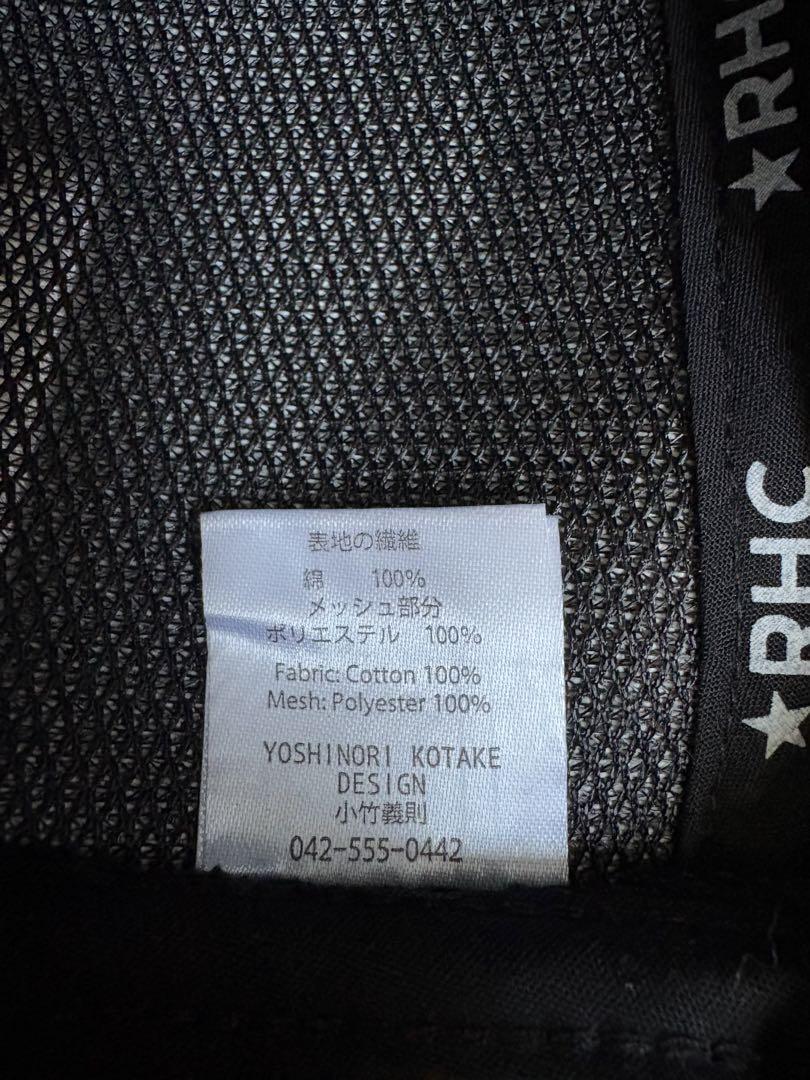 表地の繊維
綿 100%
メッシュ部分
ポリエステル 100%
Fabric: Cotton 100%
Mesh: Polyester 100%
YOSHINORI KOTAKE
DESIGN
小竹義則
042-555-0442
★RHC
★RHC